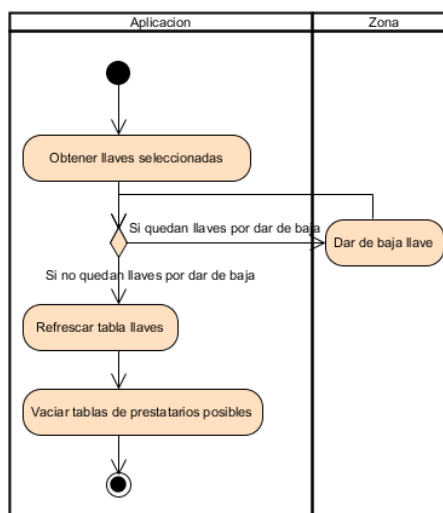 Aplicacion
Zona
Obtener llaves seleccionadas
Si quedan llaves por dar de baja
Dar de baja llave
Si no quedan llaves por dar de baja
Refrescar tabla llaves
Vaciar tablas de prestatarios posibles